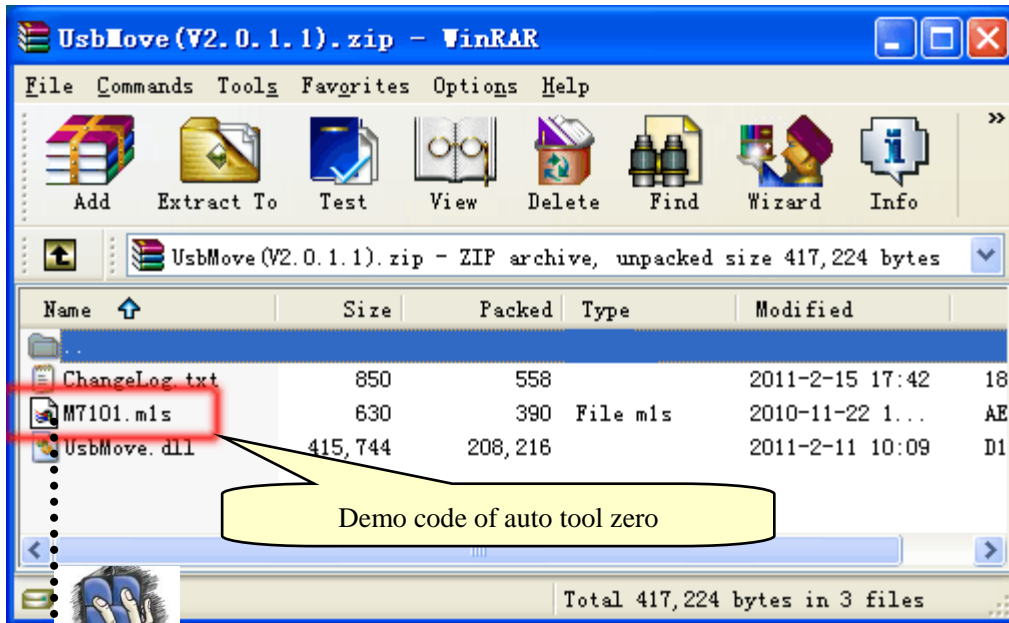 UsbMove(V2.0.1.1).zip - WinRAR
File Commands Tools Favorites Options Help
Add Extract To Test View Delete Find Wizard Info »
UsbMove(V2.0.1.1).zip - ZIP archive, unpacked size 417,224 bytes
Name Size Packed Type Modified
..
ChangeLog.txt 850 558 2011-2-15 17:42 18
M7101.m1s 630 390 File m1s 2010-11-22 1... AE
UsbMove.dll 415,744 208,216 2011-2-11 10:09 D1
Demo code of auto tool zero
Total 417,224 bytes in 3 files